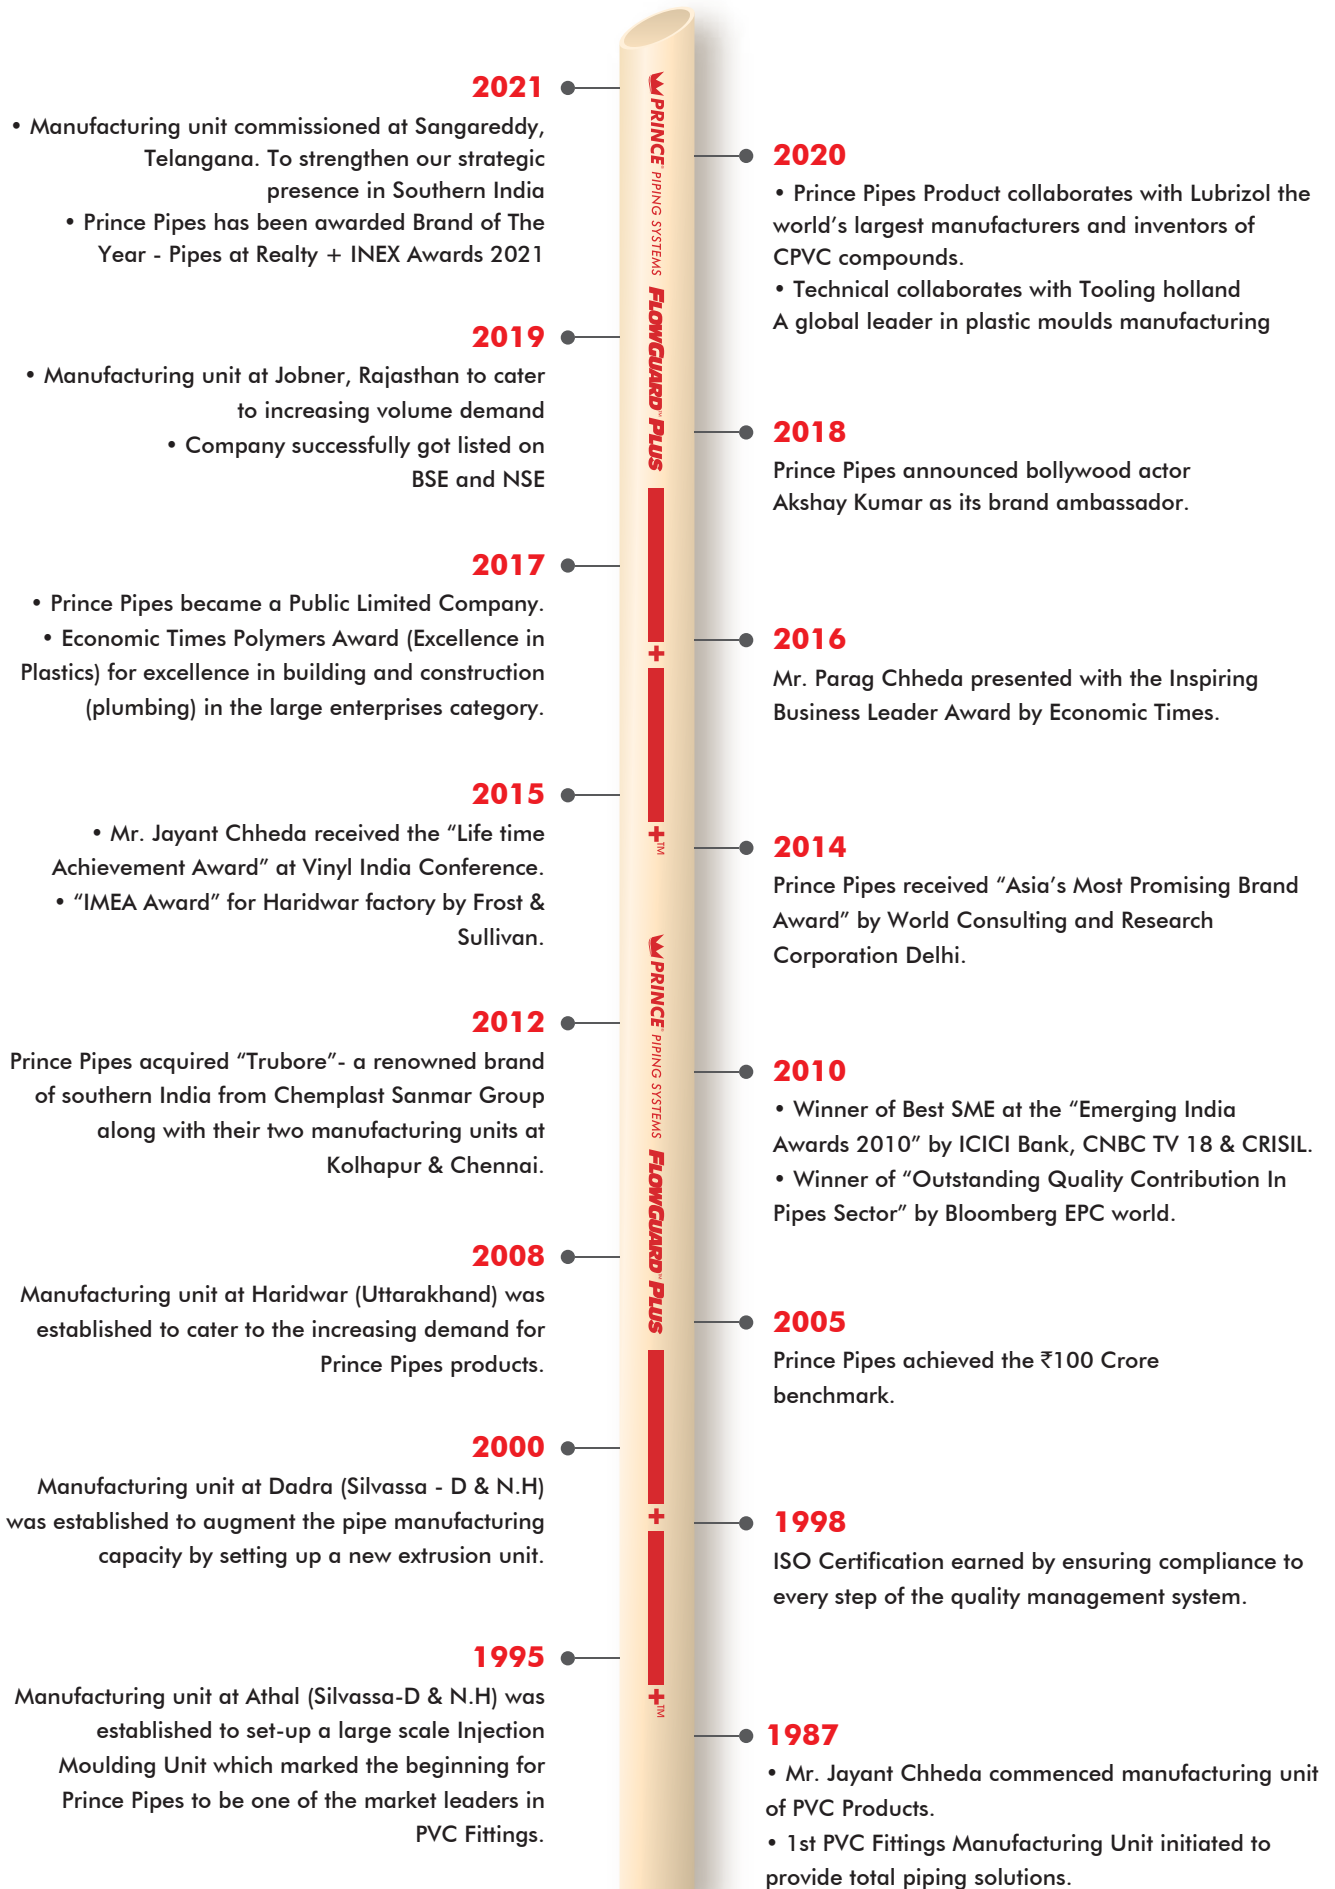 2021
• Manufacturing unit commissioned at Sangareddy,
Telangana. To strengthen our strategic
presence in Southern India
• Prince Pipes has been awarded Brand of The
Year - Pipes at Realty + INEX Awards 2021
2020
• Prince Pipes Product collaborates with Lubrizol the
world's largest manufacturers and inventors of
CPVC compounds.
• Technical collaborates with Tooling holland
A global leader in plastic moulds manufacturing
2019
• Manufacturing unit at Jobner, Rajasthan to cater
to increasing volume demand
• Company successfully got listed on
BSE and NSE
2018
Prince Pipes announced bollywood actor
Akshay Kumar as its brand ambassador.
2017
• Prince Pipes became a Public Limited Company.
• Economic Times Polymers Award (Excellence in
Plastics) for excellence in building and construction
(plumbing) in the large enterprises category.
2016
Mr. Parag Chheda presented with the Inspiring
Business Leader Award by Economic Times.
2015
• Mr. Jayant Chheda received the “Life time
Achievement Award” at Vinyl India Conference.
• “IMEA Award” for Haridwar factory by Frost &
Sullivan.
2014
Prince Pipes received “Asia's Most Promising Brand
Award” by World Consulting and Research
Corporation Delhi.
2012
Prince Pipes acquired “Trubore”- a renowned brand
of southern India from Chemplast Sanmar Group
along with their two manufacturing units at
Kolhapur & Chennai.
2010
• Winner of Best SME at the “Emerging India
Awards 2010” by ICICI Bank, CNBC TV 18 & CRISIL.
• Winner of “Outstanding Quality Contribution In
Pipes Sector” by Bloomberg EPC world.
2008
Manufacturing unit at Haridwar (Uttarakhand) was
established to cater to the increasing demand for
Prince Pipes products.
2005
Prince Pipes achieved the ₹100 Crore
benchmark.
2000
Manufacturing unit at Dadra (Silvassa - D & N.H)
was established to augment the pipe manufacturing
capacity by setting up a new extrusion unit.
1998
ISO Certification earned by ensuring compliance to
every step of the quality management system.
1995
Manufacturing unit at Athal (Silvassa-D & N.H) was
established to set-up a large scale Injection
Moulding Unit which marked the beginning for
Prince Pipes to be one of the market leaders in
PVC Fittings.
1987
• Mr. Jayant Chheda commenced manufacturing unit
of PVC Products.
• 1st PVC Fittings Manufacturing Unit initiated to
provide total piping solutions.
PRINCE® PIPING SYSTEMS FLOWGUARD™ PLUS + +™
PRINCE® PIPING SYSTEMS FLOWGUARD™ PLUS + +™